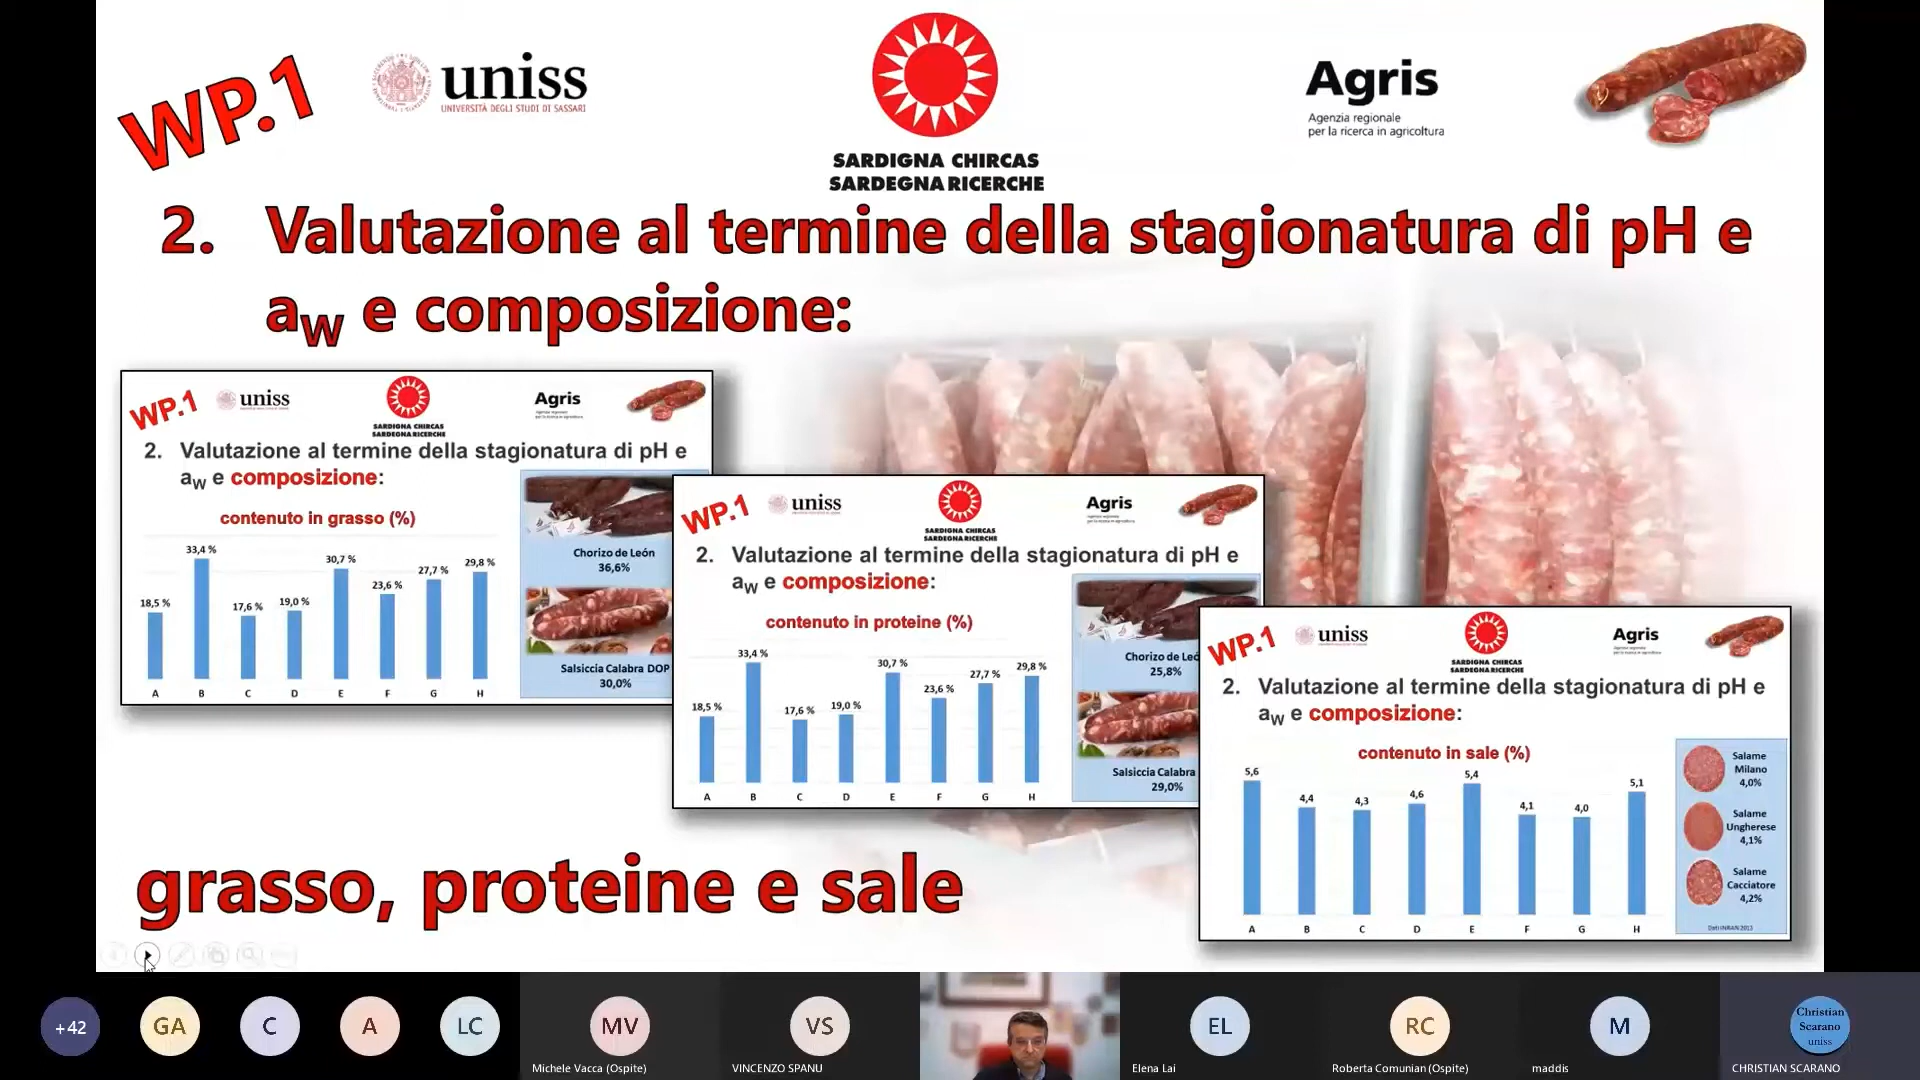 WP.1
uniss
UNIVERSITÀ DEGLI STUDI DI SASSARI
SARDIGNA CHIRCAS
SARDEGNA RICERCHE
Agris
Agenzia regionale
per la ricerca in agricoltura
2. Valutazione al termine della stagionatura di pH e
aw e composizione:
WP.1
uniss
SARDIGNA CHIRCAS
SARDEGNA RICERCHE
Agris
2. Valutazione al termine della stagionatura di pH e
aw e composizione:
contenuto in grasso (%)
18,5 % 33,4 % 17,6 % 19,0 % 30,7 % 23,6 % 27,7 % 29,8 %
A B C D E F G H
Chorizo de León
36,6%
Salsiccia Calabra DOP
30,0%
WP.1
uniss
SARDIGNA CHIRCAS
SARDEGNA RICERCHE
Agris
2. Valutazione al termine della stagionatura di pH e
aw e composizione:
contenuto in proteine (%)
18,5 % 33,4 % 17,6 % 19,0 % 30,7 % 23,6 % 27,7 % 29,8 %
A B C D E F G H
Chorizo de Leó
25,8%
Salsiccia Calabra
29,0%
WP.1
uniss
SARDIGNA CHIRCAS
SARDEGNA RICERCHE
Agris
2. Valutazione al termine della stagionatura di pH e
aw e composizione:
contenuto in sale (%)
5,6 4,4 4,3 4,6 5,4 4,1 4,0 5,1
A B C D E F G H
Salame
Milano
4,0%
Salame
Ungherese
4,1%
Salame
Cacciatore
4,2%
grasso, proteine e sale
+42
GA
C
A
LC
MV
Michele Vacca (Ospite)
VS
VINCENZO SPANU
EL
Elena Lai
RC
Roberta Comunian (Ospite)
M
maddis
Christian
Scarano
uniss
CHRISTIAN SCARANO